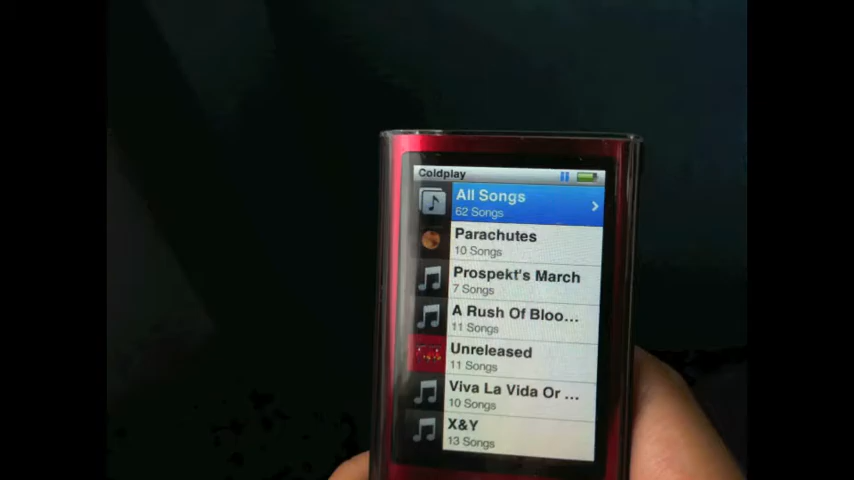 Coldplay
All Songs
62 Songs
Parachutes
10 Songs
Prospekt's March
7 Songs
A Rush Of Bloo...
11 Songs
Unreleased
11 Songs
Viva La Vida Or ...
10 Songs
X&Y
13 Songs